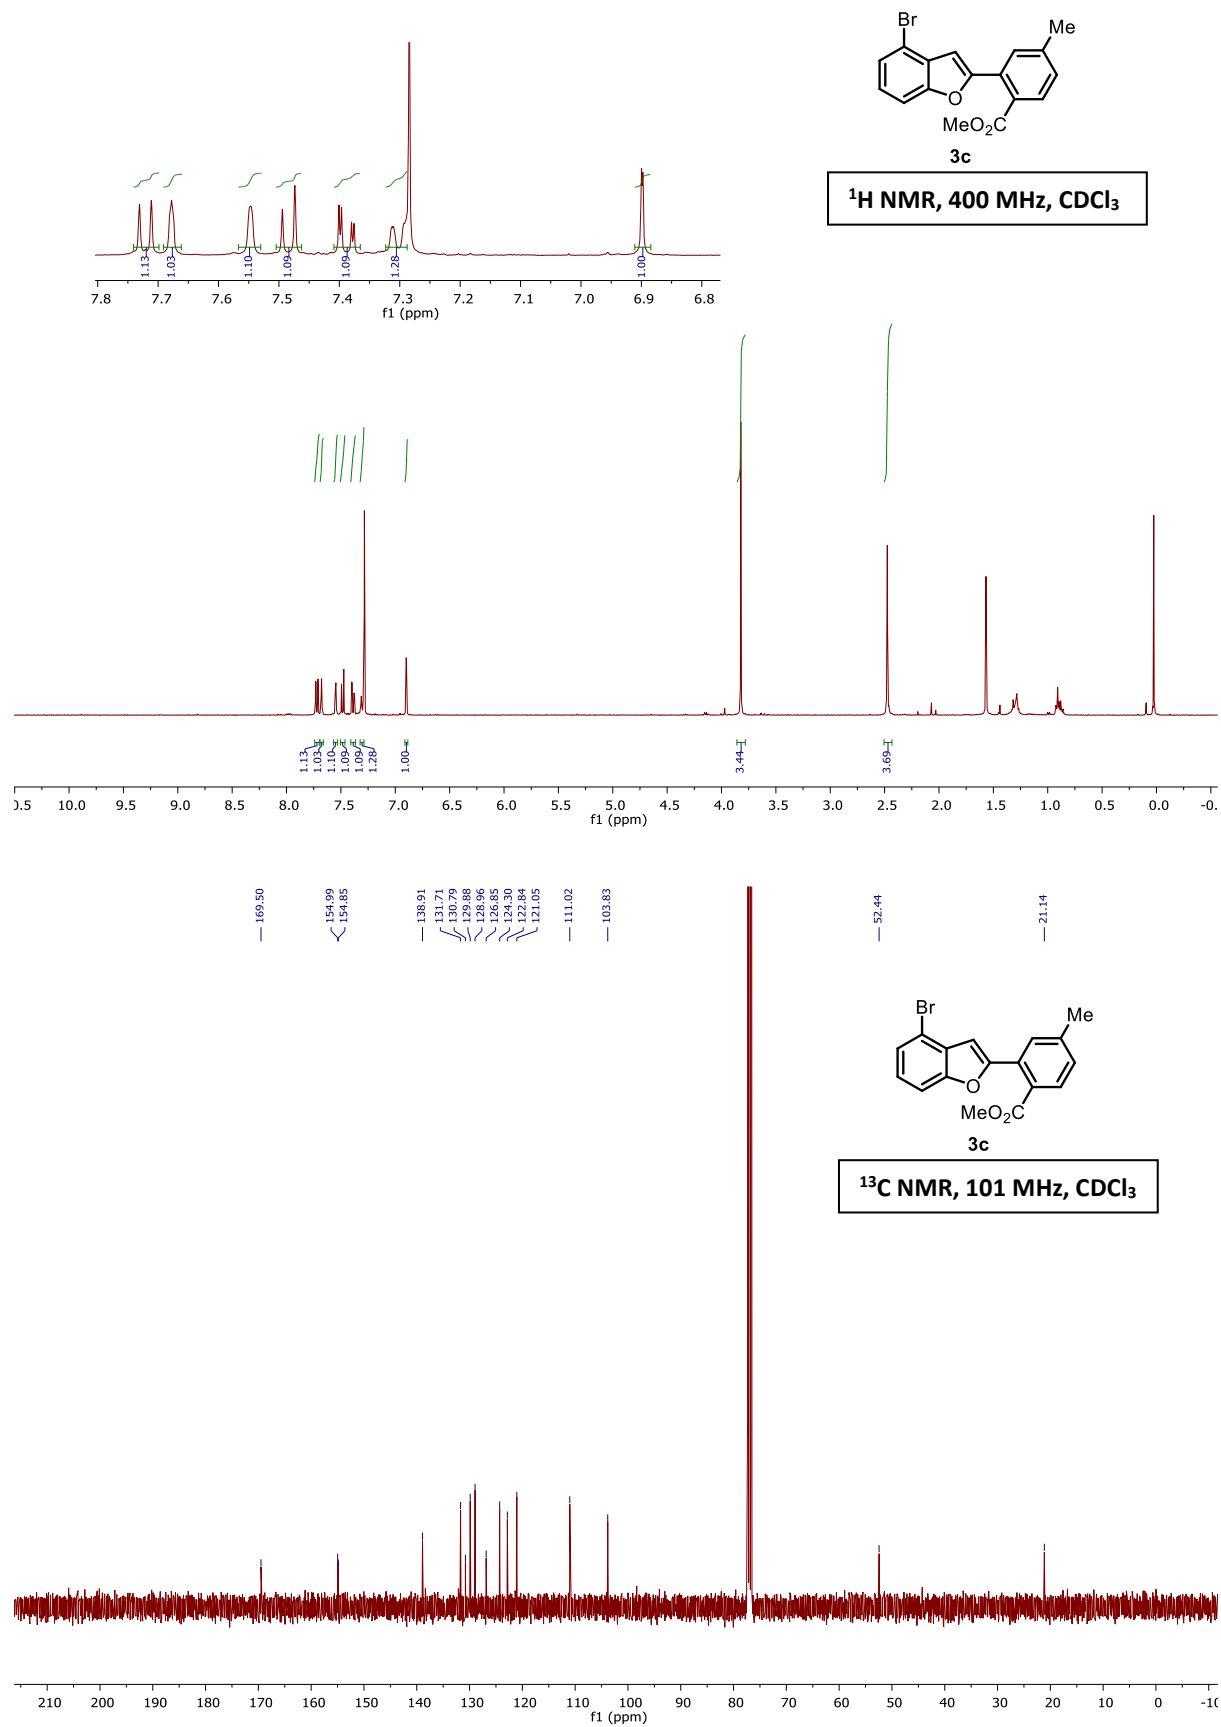 Br
Me
O
MeO₂C
3c
¹H NMR, 400 MHz, CDCl₃
1.13 1.03 1.10 1.09 1.09 1.28 1.00
7.8 7.7 7.6 7.5 7.4 7.3 7.2 7.1 7.0 6.9 6.8
f1 (ppm)
1.13 1.03 1.10 1.09 1.09 1.28 1.00 3.44 3.69
0.5 10.0 9.5 9.0 8.5 8.0 7.5 7.0 6.5 6.0 5.5 5.0 4.5 4.0 3.5 3.0 2.5 2.0 1.5 1.0 0.5 0.0 -0.
f1 (ppm)
169.50 154.99 154.85 138.91 131.71 130.79 129.88 128.96 126.85 124.30 122.84 121.05 111.02 103.83 52.44 21.14
Br
Me
O
MeO₂C
3c
¹³C NMR, 101 MHz, CDCl₃
210 200 190 180 170 160 150 140 130 120 110 100 90 80 70 60 50 40 30 20 10 0 -10
f1 (ppm)